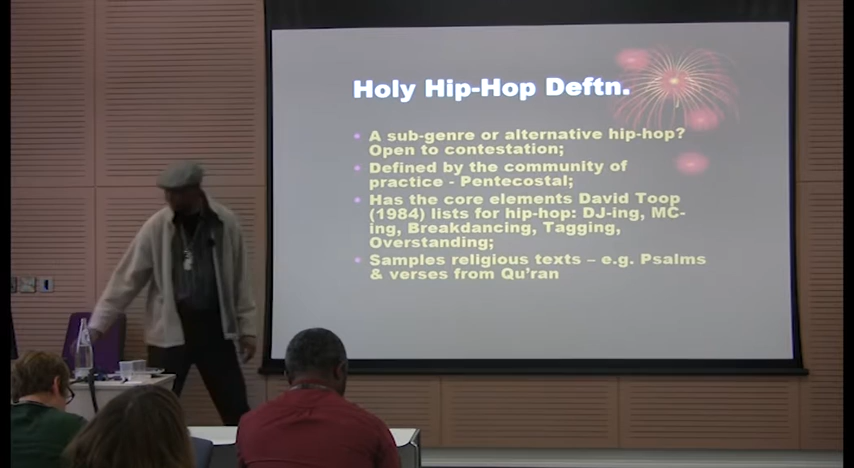 Holy Hip-Hop Deftn.
• A sub-genre or alternative hip-hop?
Open to contestation;
• Defined by the community of
practice - Pentecostal;
• Has the core elements David Toop
(1984) lists for hip-hop: DJ-ing, MC-
ing, Breakdancing, Tagging,
Overstanding;
• Samples religious texts – e.g. Psalms
& verses from Qu'ran